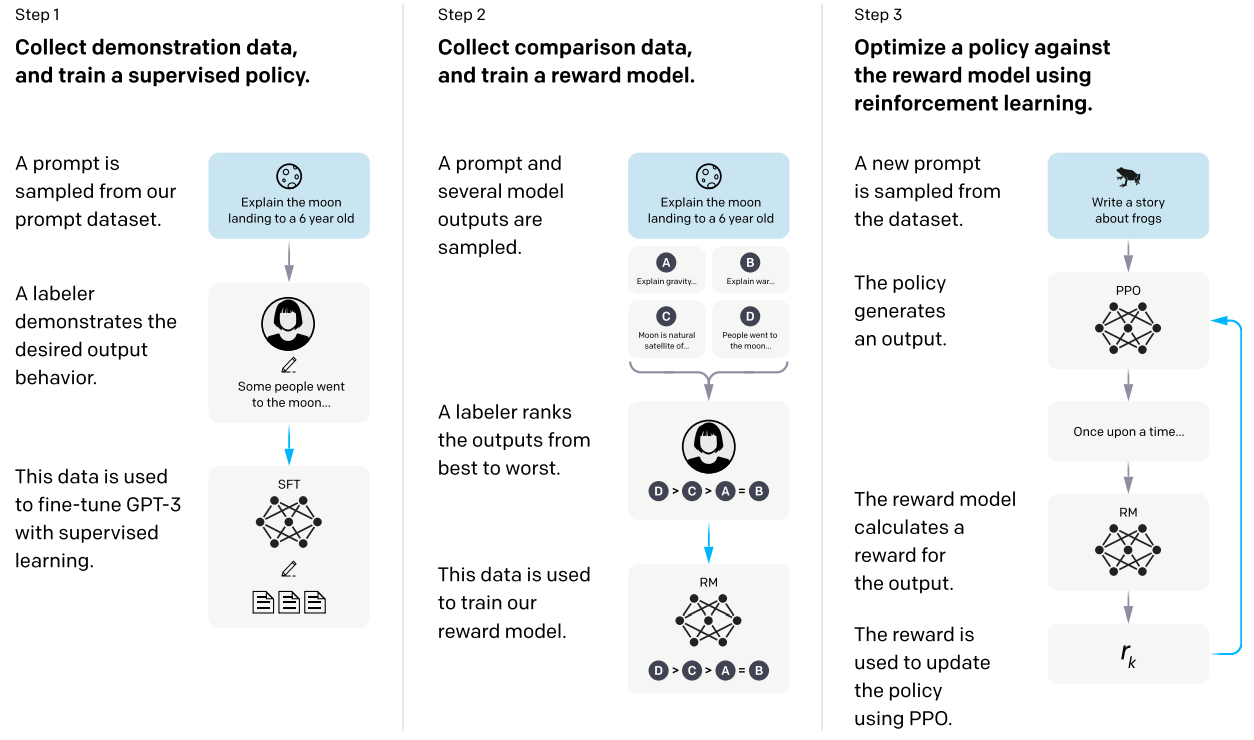 Step 1
Collect demonstration data,
and train a supervised policy.
A prompt is
sampled from our
prompt dataset.
Explain the moon
landing to a 6 year old
A labeler
demonstrates the
desired output
behavior.
Some people went
to the moon...
This data is used
to fine-tune GPT-3
with supervised
learning.
SFT
Step 2
Collect comparison data,
and train a reward model.
A prompt and
several model
outputs are
sampled.
Explain the moon
landing to a 6 year old
A
Explain gravity...
B
Explain war...
C
Moon is natural
satellite of...
D
People went to
the moon...
A labeler ranks
the outputs from
best to worst.
D > C > A = B
This data is used
to train our
reward model.
RM
D > C > A = B
Step 3
Optimize a policy against
the reward model using
reinforcement learning.
A new prompt
is sampled from
the dataset.
Write a story
about frogs
The policy
generates
an output.
PPO
Once upon a time...
The reward model
calculates a
reward for
the output.
RM
The reward is
used to update
the policy
using PPO.
rk